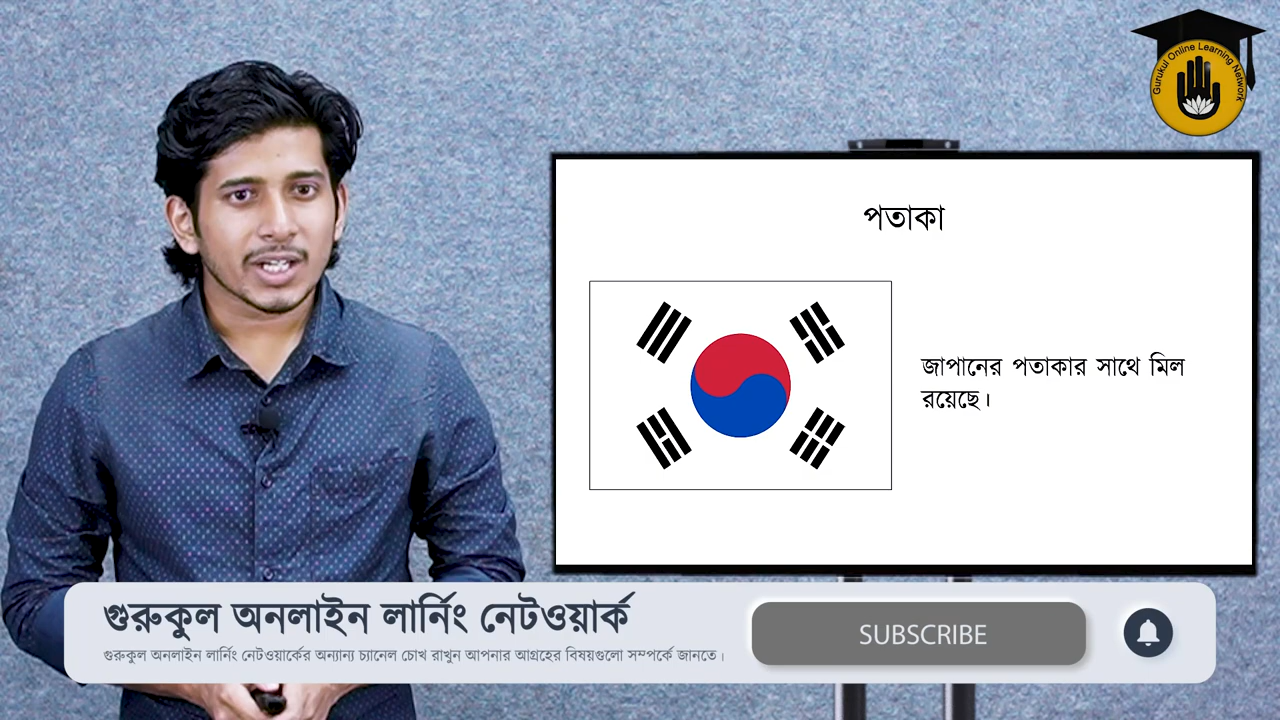 Gurukul Online Learning Network
পতাকা
জাপানের পতাকার সাথে মিল
রয়েছে।
গুরুকুল অনলাইন লার্নিং নেটওয়ার্ক
গুরুকুল অনলাইন লার্নিং নেটওয়ার্কের অন্যান্য চ্যানেল চোখ রাখুন আপনার আগ্রহের বিষয়গুলো সম্পর্কে জানতে।
SUBSCRIBE